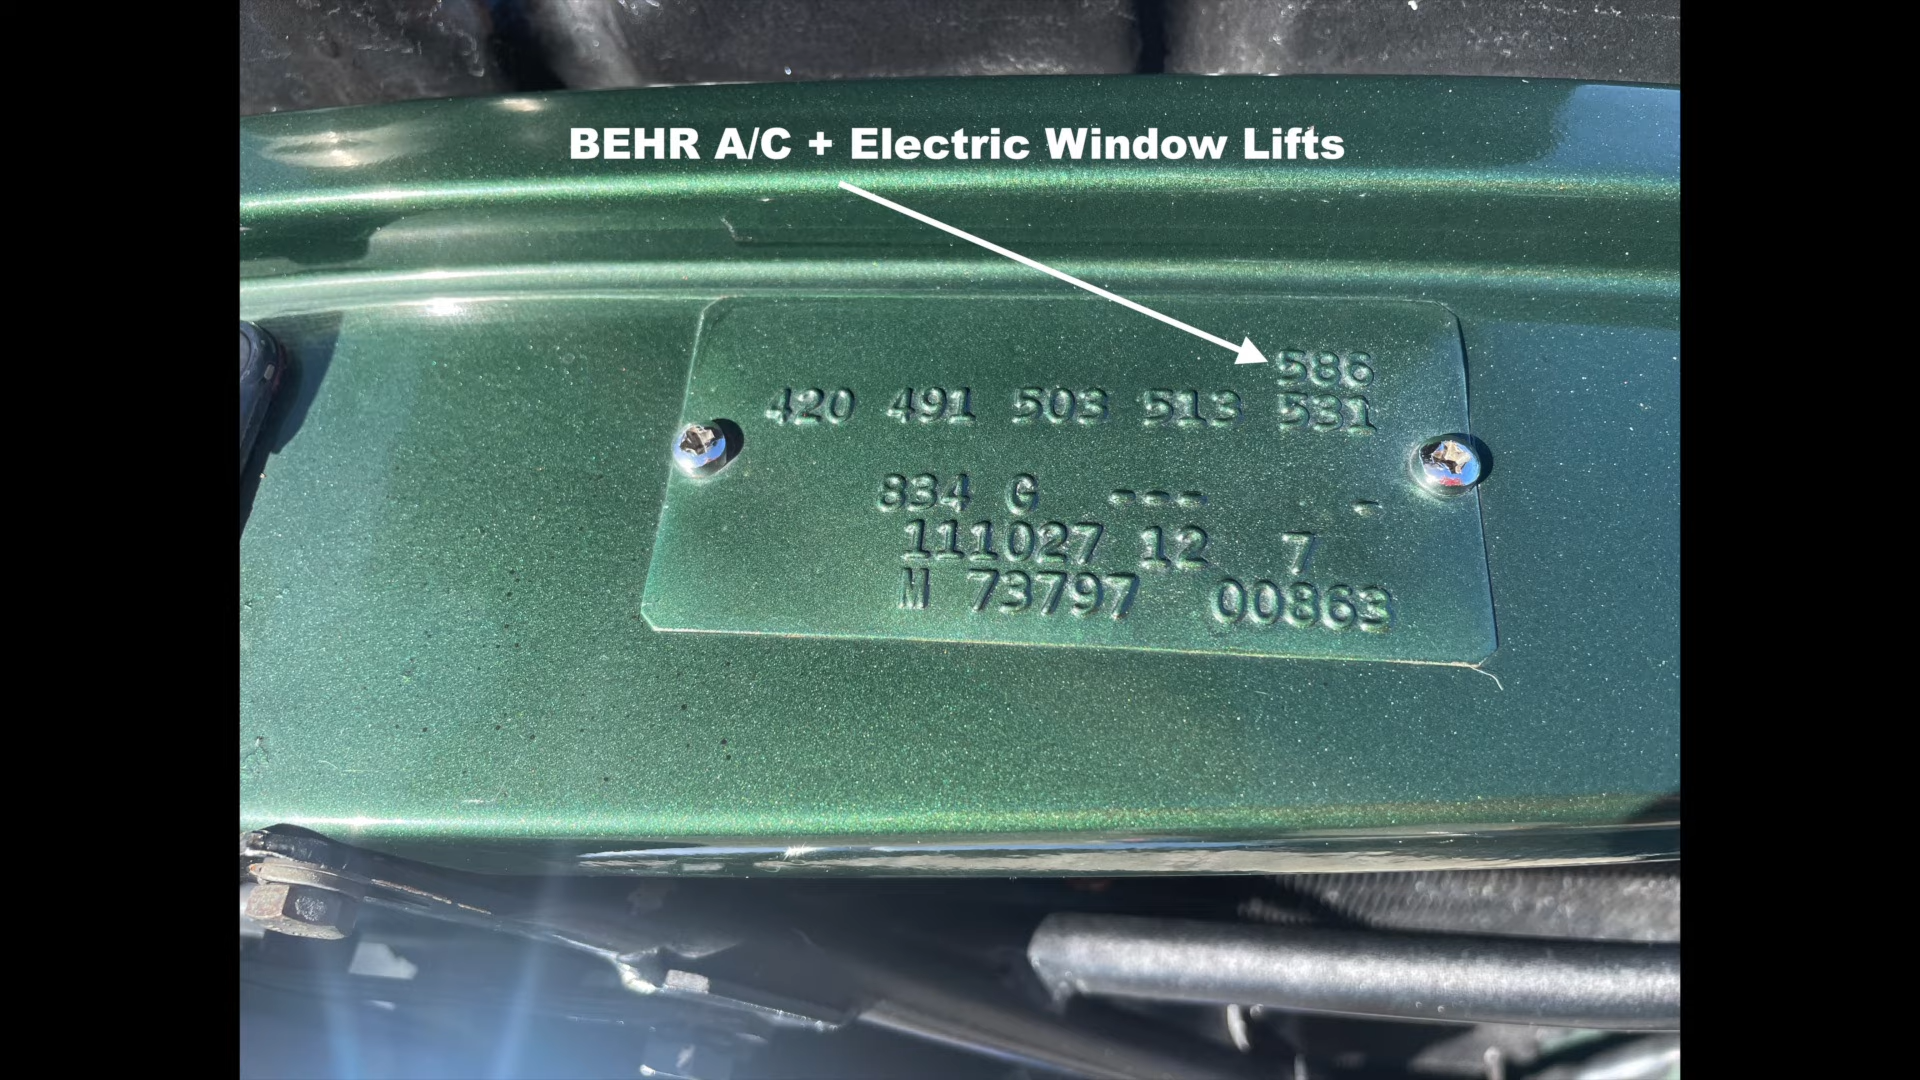 BEHR A/C + Electric Window Lifts
586
420 491 503 513 531
834 G --- -
111027 12 7
M 73797 00863